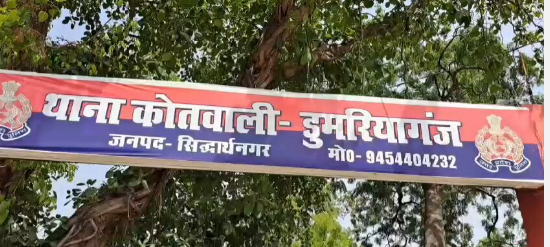 थाना कोतवाली- डुमरियागंज
जनपद- सिद्धार्थनगर मो0- 9454404232